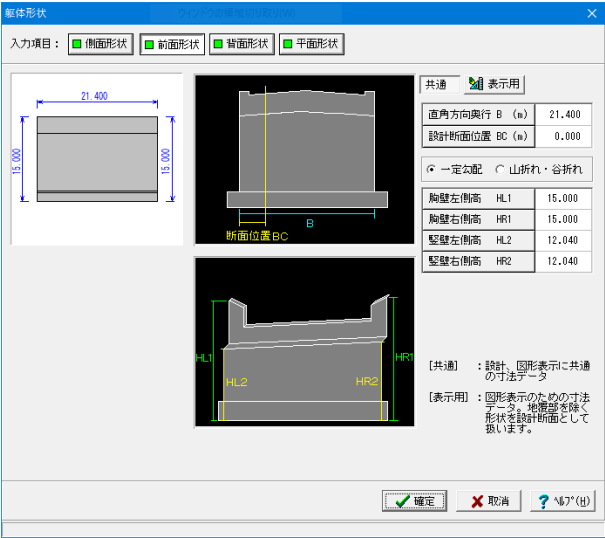 躯体形状
入力項目： 側面形状 前面形状 背面形状 平面形状
共通 表示用
21.400
15.000
15.000
B
断面位置BC
直角方向奥行 B (m) 21.400
設計断面位置 BC (m) 0.000
一定勾配 山折れ・谷折れ
胸壁左側高 HL1 15.000
胸壁右側高 HR1 15.000
竪壁左側高 HL2 12.040
竪壁右側高 HR2 12.040
HL1
HL2
HR2
HR1
[共通] ：設計、図形表示に共通
の寸法データ
[表示用]：図形表示のための寸法
データ。地覆部を除く
形状を設計断面として
扱います。
確定 取消 ヘルプ(H)